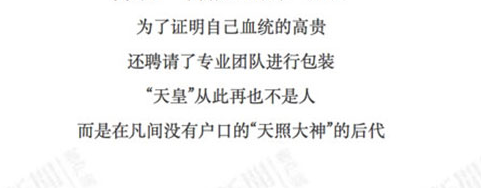 为了证明自己血统的高贵
还聘请了专业团队进行包装
“天皇”从此再也不是人
而是在凡间没有户口的“天照大神”的后代